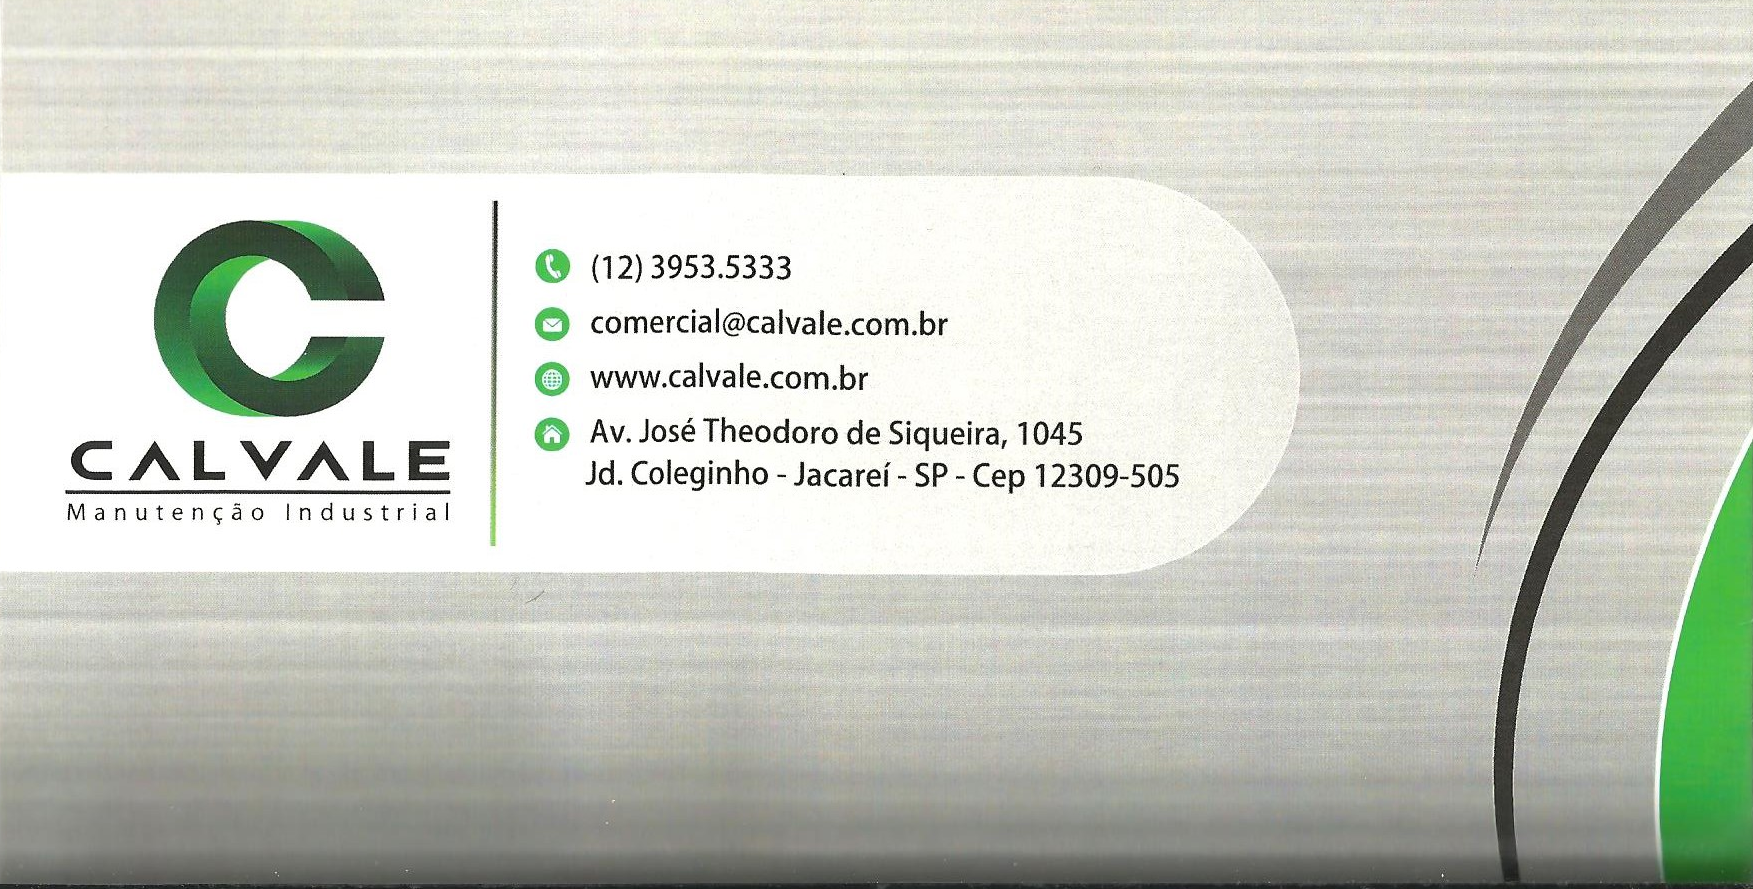 CALVALE
Manutenção Industrial
(12) 3953.5333
comercial@calvale.com.br
www.calvale.com.br
Av. José Theodoro de Siqueira, 1045
Jd. Coleginho - Jacareí - SP - Cep 12309-505